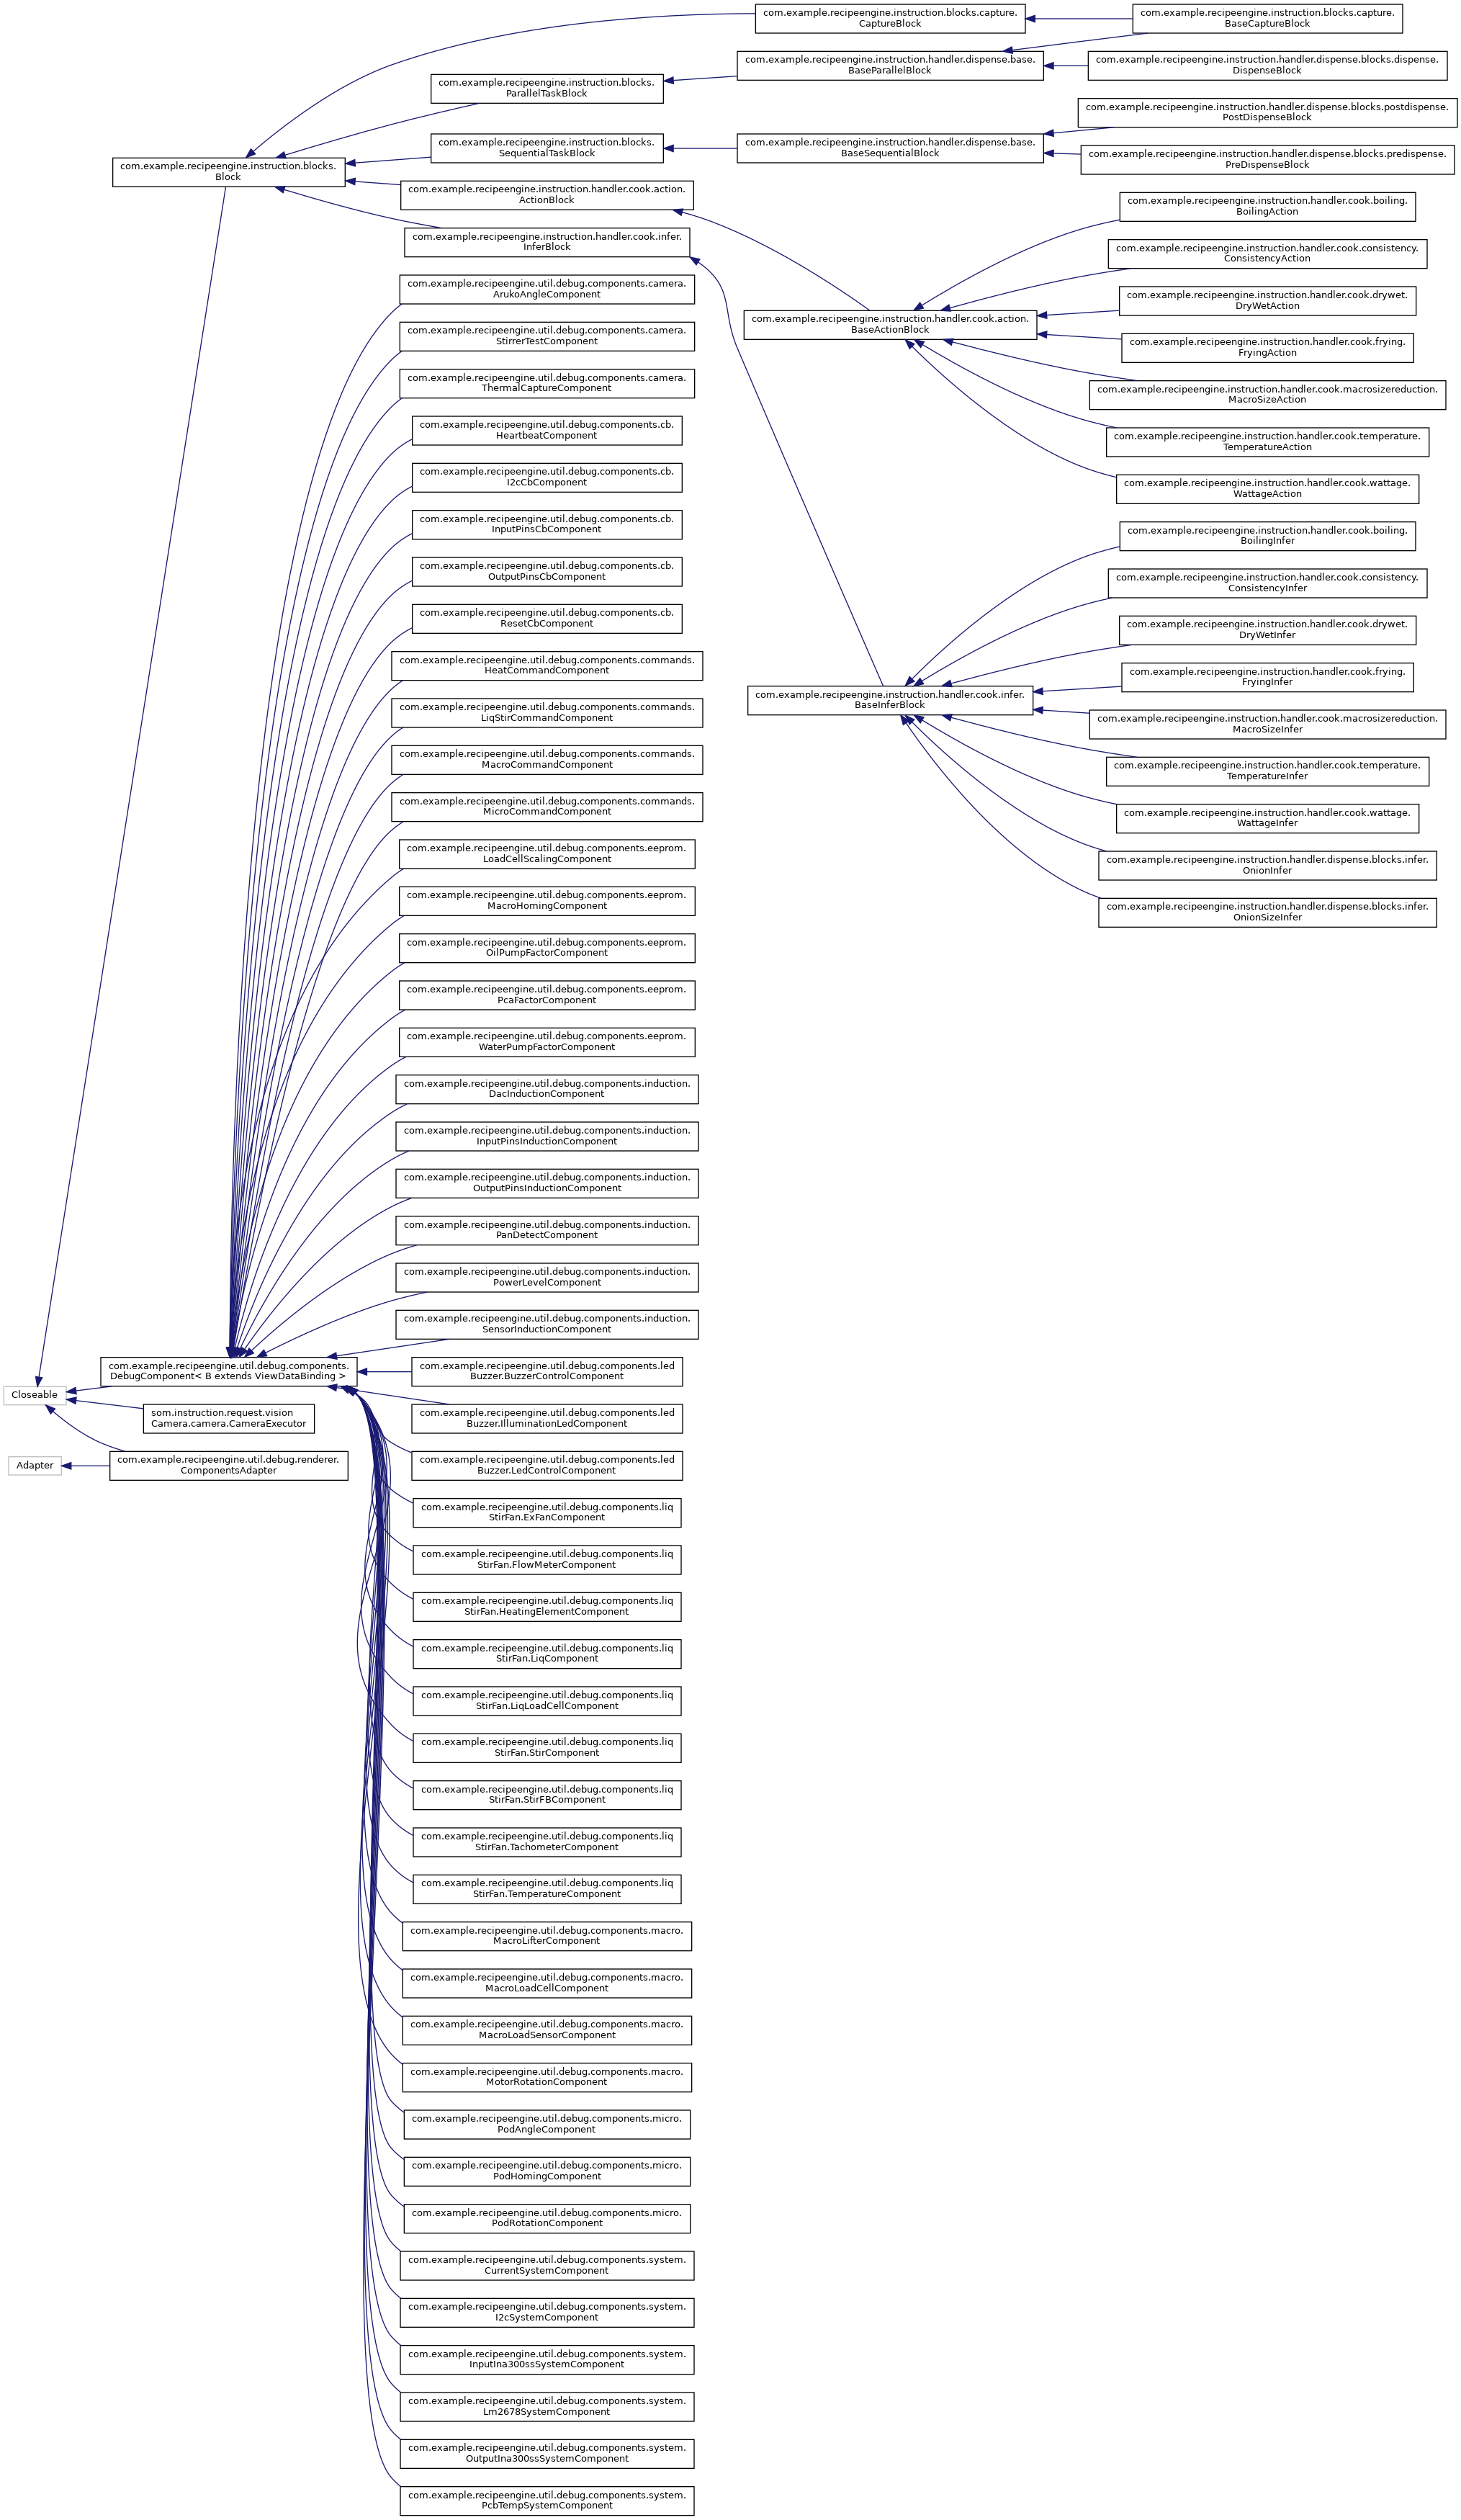 com.example.recipeengine.instruction.blocks.capture.
CaptureBlock
com.example.recipeengine.instruction.blocks.capture.
BaseCaptureBlock
com.example.recipeengine.instruction.handler.dispense.base.
BaseParallelBlock
com.example.recipeengine.instruction.handler.dispense.blocks.dispense.
DispenseBlock
com.example.recipeengine.instruction.blocks.
ParallelTaskBlock
com.example.recipeengine.instruction.handler.dispense.blocks.postdispense.
PostDispenseBlock
com.example.recipeengine.instruction.blocks.
SequentialTaskBlock
com.example.recipeengine.instruction.handler.dispense.base.
BaseSequentialBlock
com.example.recipeengine.instruction.handler.dispense.blocks.predispense.
PreDispenseBlock
com.example.recipeengine.instruction.blocks.
Block
com.example.recipeengine.instruction.handler.cook.action.
ActionBlock
com.example.recipeengine.instruction.handler.cook.infer.
InferBlock
com.example.recipeengine.instruction.handler.cook.action.
BaseActionBlock
com.example.recipeengine.instruction.handler.cook.boiling.
BoilingAction
com.example.recipeengine.instruction.handler.cook.consistency.
ConsistencyAction
com.example.recipeengine.instruction.handler.cook.drywet.
DryWetAction
com.example.recipeengine.instruction.handler.cook.frying.
FryingAction
com.example.recipeengine.instruction.handler.cook.macrosizereduction.
MacroSizeAction
com.example.recipeengine.instruction.handler.cook.temperature.
TemperatureAction
com.example.recipeengine.instruction.handler.cook.wattage.
WattageAction
com.example.recipeengine.instruction.handler.cook.infer.
BaseInferBlock
com.example.recipeengine.instruction.handler.cook.boiling.
BoilingInfer
com.example.recipeengine.instruction.handler.cook.consistency.
ConsistencyInfer
com.example.recipeengine.instruction.handler.cook.drywet.
DryWetInfer
com.example.recipeengine.instruction.handler.cook.frying.
FryingInfer
com.example.recipeengine.instruction.handler.cook.macrosizereduction.
MacroSizeInfer
com.example.recipeengine.instruction.handler.cook.temperature.
TemperatureInfer
com.example.recipeengine.instruction.handler.cook.wattage.
WattageInfer
com.example.recipeengine.instruction.handler.dispense.blocks.infer.
OnionInfer
com.example.recipeengine.instruction.handler.dispense.blocks.infer.
OnionSizeInfer
com.example.recipeengine.util.debug.components.camera.
ArukoAngleComponent
com.example.recipeengine.util.debug.components.camera.
StirrerTestComponent
com.example.recipeengine.util.debug.components.camera.
ThermalCaptureComponent
com.example.recipeengine.util.debug.components.cb.
HeartbeatComponent
com.example.recipeengine.util.debug.components.cb.
I2cCbComponent
com.example.recipeengine.util.debug.components.cb.
InputPinsCbComponent
com.example.recipeengine.util.debug.components.cb.
OutputPinsCbComponent
com.example.recipeengine.util.debug.components.cb.
ResetCbComponent
com.example.recipeengine.util.debug.components.commands.
HeatCommandComponent
com.example.recipeengine.util.debug.components.commands.
LiqStirCommandComponent
com.example.recipeengine.util.debug.components.commands.
MacroCommandComponent
com.example.recipeengine.util.debug.components.commands.
MicroCommandComponent
com.example.recipeengine.util.debug.components.eeprom.
LoadCellScalingComponent
com.example.recipeengine.util.debug.components.eeprom.
MacroHomingComponent
com.example.recipeengine.util.debug.components.eeprom.
OilPumpFactorComponent
com.example.recipeengine.util.debug.components.eeprom.
PcaFactorComponent
com.example.recipeengine.util.debug.components.eeprom.
WaterPumpFactorComponent
com.example.recipeengine.util.debug.components.induction.
DacInductionComponent
com.example.recipeengine.util.debug.components.induction.
InputPinsInductionComponent
com.example.recipeengine.util.debug.components.induction.
OutputPinsInductionComponent
com.example.recipeengine.util.debug.components.induction.
PanDetectComponent
com.example.recipeengine.util.debug.components.induction.
PowerLevelComponent
com.example.recipeengine.util.debug.components.induction.
SensorInductionComponent
com.example.recipeengine.util.debug.components.
DebugComponent< B extends ViewDataBinding >
Closeable
som.instruction.request.vision
Camera.camera.CameraExecutor
Adapter
com.example.recipeengine.util.debug.renderer.
ComponentsAdapter
com.example.recipeengine.util.debug.components.led
Buzzer.BuzzerControlComponent
com.example.recipeengine.util.debug.components.led
Buzzer.IlluminationLedComponent
com.example.recipeengine.util.debug.components.led
Buzzer.LedControlComponent
com.example.recipeengine.util.debug.components.liq
StirFan.ExFanComponent
com.example.recipeengine.util.debug.components.liq
StirFan.FlowMeterComponent
com.example.recipeengine.util.debug.components.liq
StirFan.HeatingElementComponent
com.example.recipeengine.util.debug.components.liq
StirFan.LiqComponent
com.example.recipeengine.util.debug.components.liq
StirFan.LiqLoadCellComponent
com.example.recipeengine.util.debug.components.liq
StirFan.StirComponent
com.example.recipeengine.util.debug.components.liq
StirFan.StirFBComponent
com.example.recipeengine.util.debug.components.liq
StirFan.TachometerComponent
com.example.recipeengine.util.debug.components.liq
StirFan.TemperatureComponent
com.example.recipeengine.util.debug.components.macro.
MacroLifterComponent
com.example.recipeengine.util.debug.components.macro.
MacroLoadCellComponent
com.example.recipeengine.util.debug.components.macro.
MacroLoadSensorComponent
com.example.recipeengine.util.debug.components.macro.
MotorRotationComponent
com.example.recipeengine.util.debug.components.micro.
PodAngleComponent
com.example.recipeengine.util.debug.components.micro.
PodHomingComponent
com.example.recipeengine.util.debug.components.micro.
PodRotationComponent
com.example.recipeengine.util.debug.components.system.
CurrentSystemComponent
com.example.recipeengine.util.debug.components.system.
I2cSystemComponent
com.example.recipeengine.util.debug.components.system.
InputIna300ssSystemComponent
com.example.recipeengine.util.debug.components.system.
Lm2678SystemComponent
com.example.recipeengine.util.debug.components.system.
OutputIna300ssSystemComponent
com.example.recipeengine.util.debug.components.system.
PcbTempSystemComponent